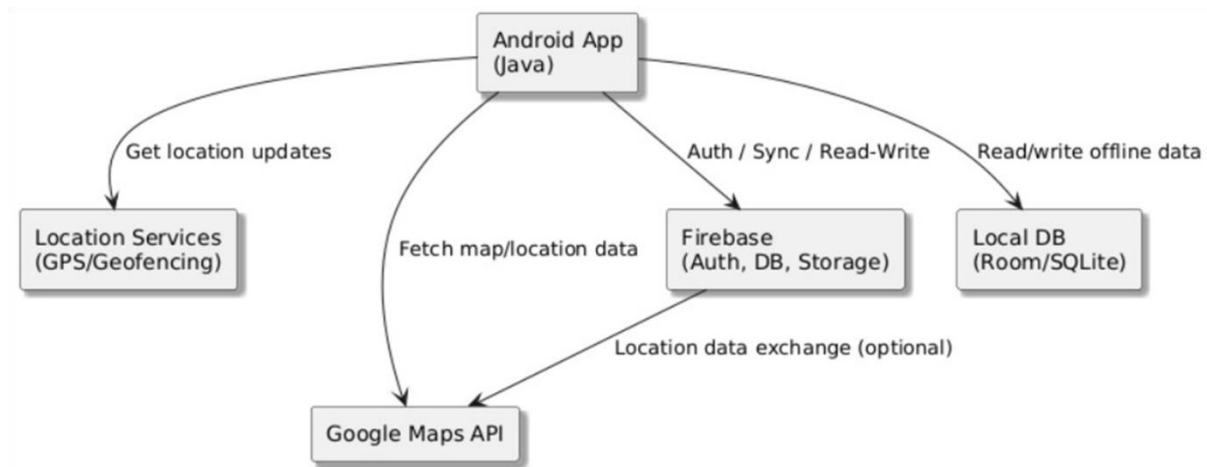 Android App
(Java)
Get location updates
Auth / Sync / Read-Write
Read/write offline data
Location Services
(GPS/Geofencing)
Fetch map/location data
Firebase
(Auth, DB, Storage)
Local DB
(Room/SQLite)
Location data exchange (optional)
Google Maps API